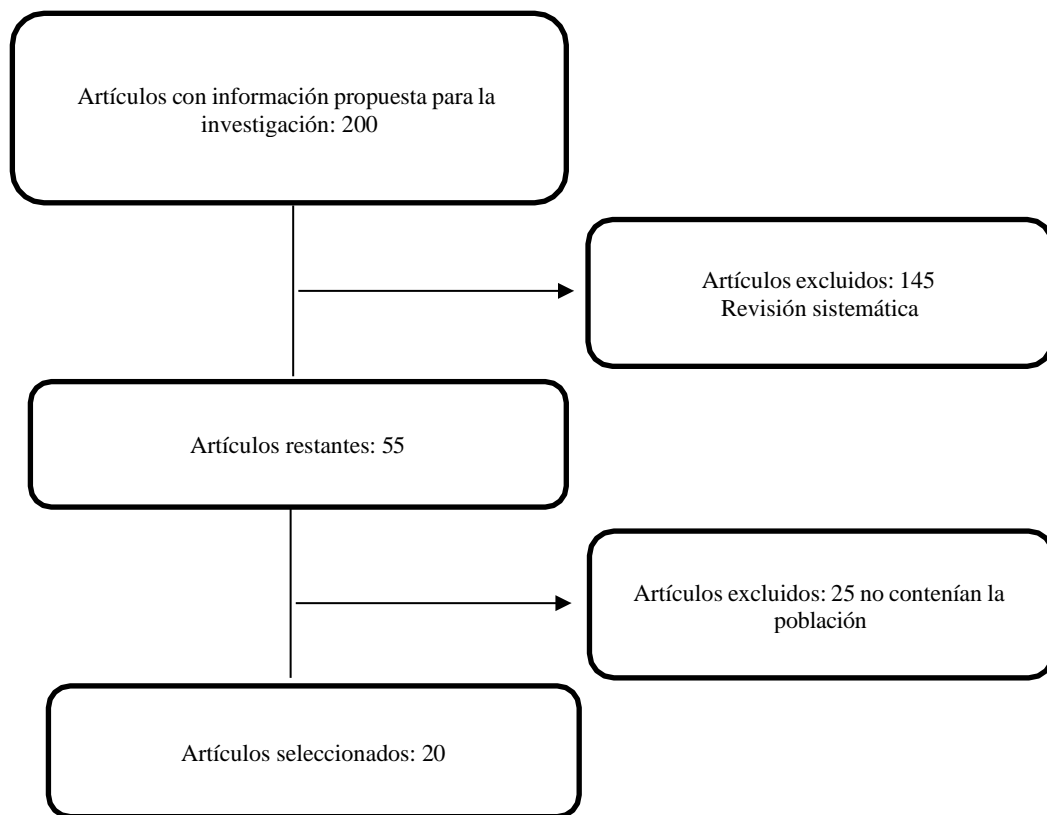 Artículos con información propuesta para la
investigación: 200
Artículos excluidos: 145
Revisión sistemática
Artículos restantes: 55
Artículos excluidos: 25 no contenían la
población
Artículos seleccionados: 20